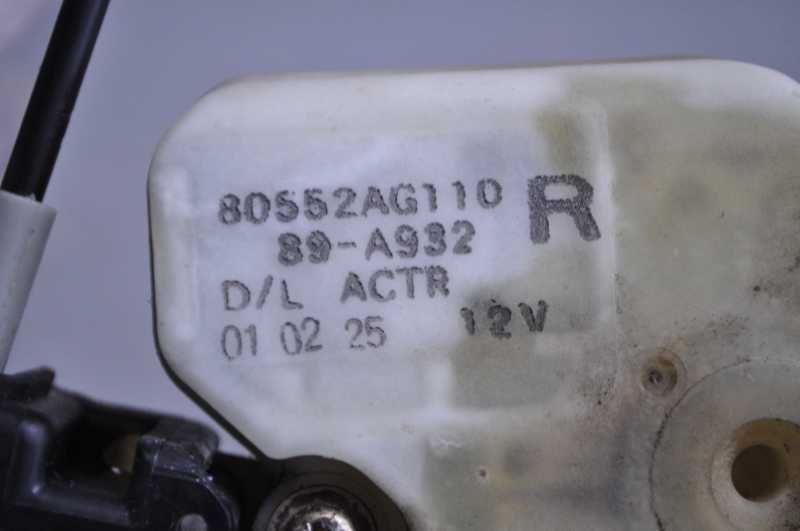 80552AG110 R
89-A932
D/L ACTR
01 02 25 12V